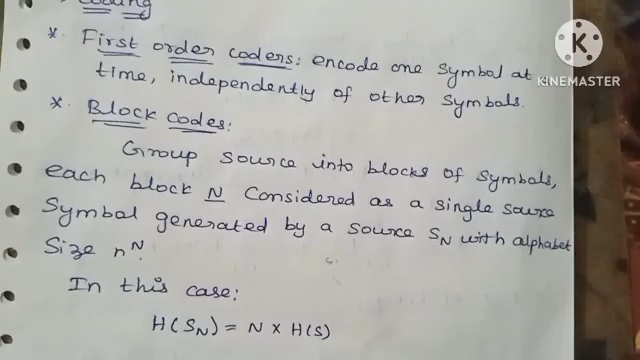 Coding
* First order coders: encode one symbol at
time, independently of other symbols.
* Block codes:
Group source into blocks of symbols,
each block N Considered as a single source
Symbol generated by a source SN with alphabet
Size n^N.
In this case:
H(SN) = N x H(S)
K
KINEMASTER